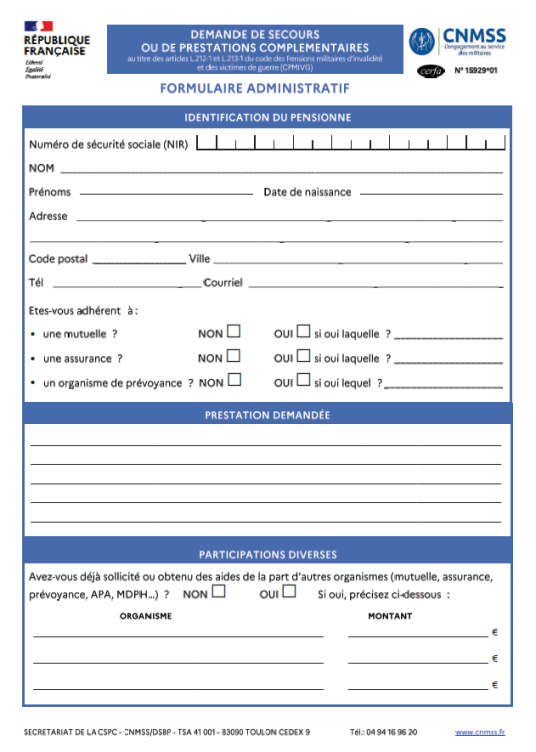 RÉPUBLIQUE
FRANÇAISE
Liberté
Égalité
Fraternité
DEMANDE DE SECOURS
OU DE PRESTATIONS COMPLEMENTAIRES
au titre des articles L.212-1 et L.213-1 du code des Pensions militaires d'invalidité
et des victimes de guerre (CPMIVG)
CNMSS
L'engagement au service
des militaires
cerfa N° 15929*01
FORMULAIRE ADMINISTRATIF
IDENTIFICATION DU PENSIONNE
Numéro de sécurité sociale (NIR)
NOM
Prénoms Date de naissance
Adresse
Code postal Ville
Tél Courriel
Etes-vous adhérent à :
• une mutuelle ? NON OUI si oui laquelle ?
• une assurance ? NON OUI si oui laquelle ?
• un organisme de prévoyance ? NON OUI si oui lequel ?
PRESTATION DEMANDÉE
PARTICIPATIONS DIVERSES
Avez-vous déjà sollicité ou obtenu des aides de la part d'autres organismes (mutuelle, assurance,
prévoyance, APA, MDPH...) ? NON OUI Si oui, précisez ci-dessous :
ORGANISME MONTANT
€
€
€
SECRETARIAT DE LA CSPC - CNMSS/DSBP - TSA 41 001 - 83090 TOULON CEDEX 9 Tél.: 04 94 16 96 20 www.cnmss.fr